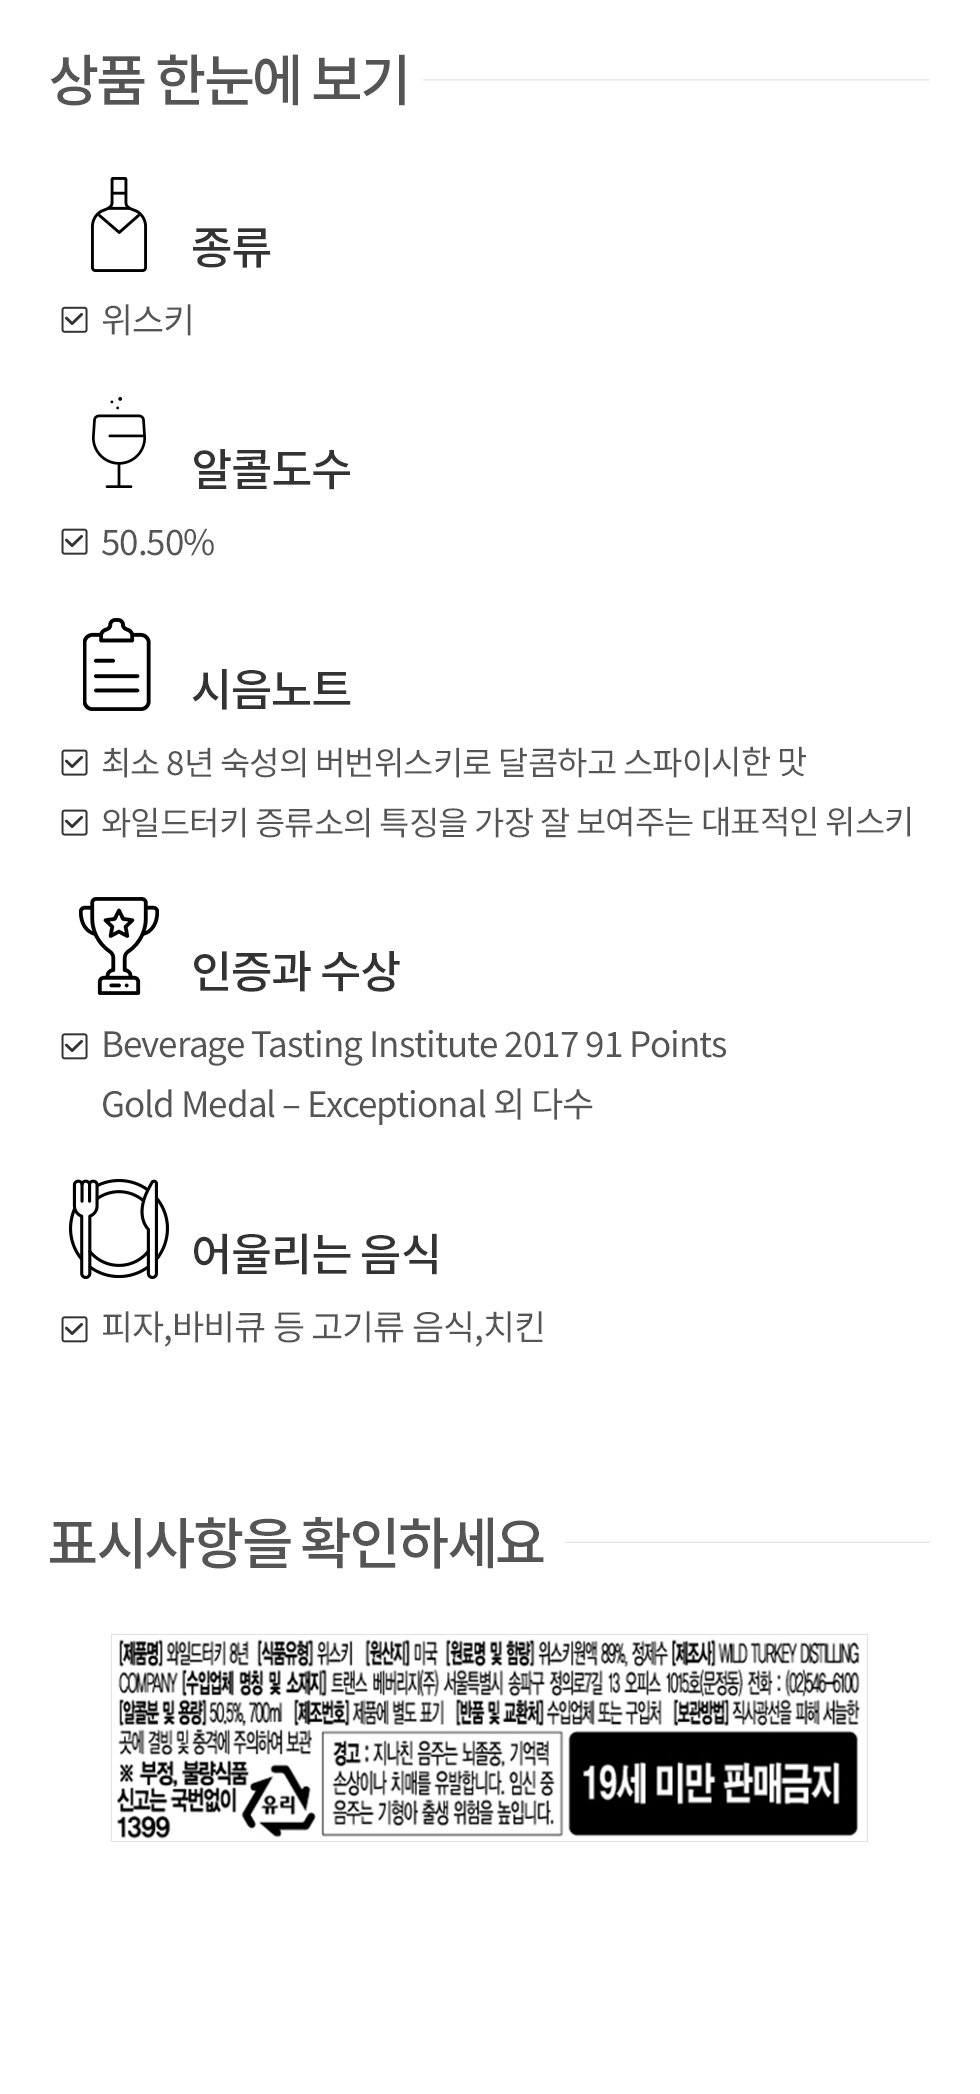 상품 한눈에 보기
종류
위스키
알콜도수
50.50%
시음노트
최소 8년 숙성의 버번위스키로 달콤하고 스파이시한 맛
와일드터키 증류소의 특징을 가장 잘 보여주는 대표적인 위스키
인증과 수상
Beverage Tasting Institute 2017 91 Points
Gold Medal – Exceptional 외 다수
어울리는 음식
피자,바비큐 등 고기류 음식,치킨
표시사항을 확인하세요
[제품명] 와일드터키 8년 [식품유형] 위스키 [원산지] 미국 [원료명 및 함량] 위스키원액 89%, 정제수 [제조사] WILD TURKEY DISTILLING
COMPANY [수입업체 명칭 및 소재지] 트랜스 베버리지(주) 서울특별시 송파구 정의로7길 13 오피스 1015호(문정동) 전화 : (02)546-6100
[알콜분 및 용량] 50.5%, 700ml [제조번호] 제품에 별도 표기 [반품 및 교환처] 수입업체 또는 구입처 [보관방법] 직사광선을 피해 서늘한
곳에 결빙 및 충격에 주의하여 보관
※ 부정, 불량식품
신고는 국번없이
1399
유리
경고 : 지나친 음주는 뇌졸중, 기억력
손상이나 치매를 유발합니다. 임신 중
음주는 기형아 출생 위험을 높입니다.
19세 미만 판매금지